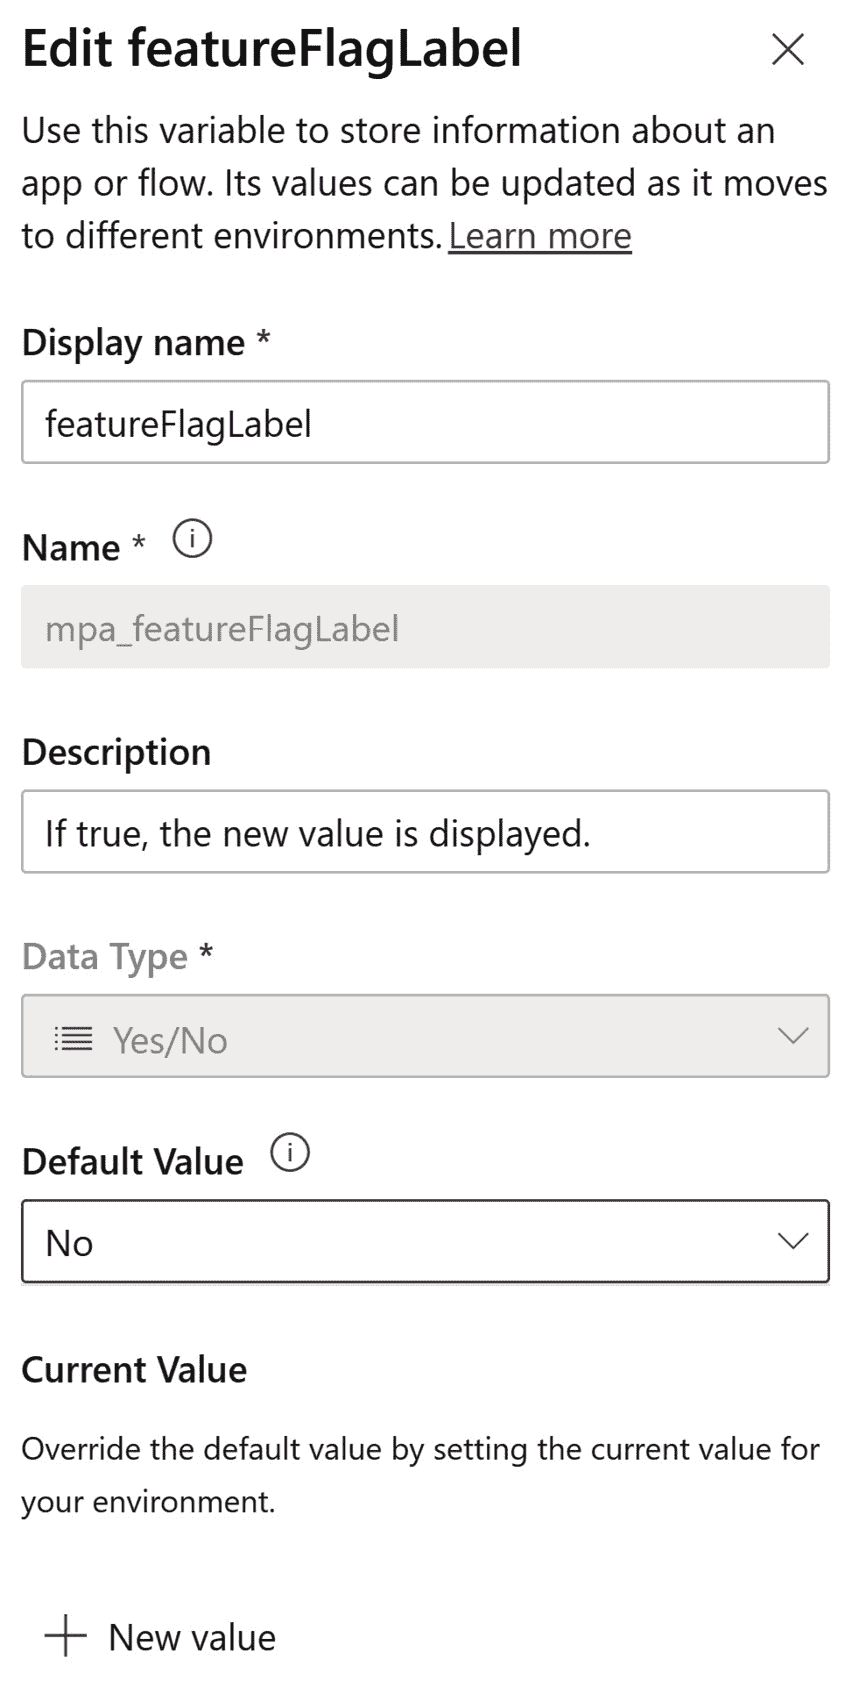 Edit featureFlagLabel
Use this variable to store information about an
app or flow. Its values can be updated as it moves
to different environments. Learn more
Display name *
featureFlagLabel
Name *
mpa_featureFlagLabel
Description
If true, the new value is displayed.
Data Type *
Yes/No
Default Value
No
Current Value
Override the default value by setting the current value for
your environment.
New value